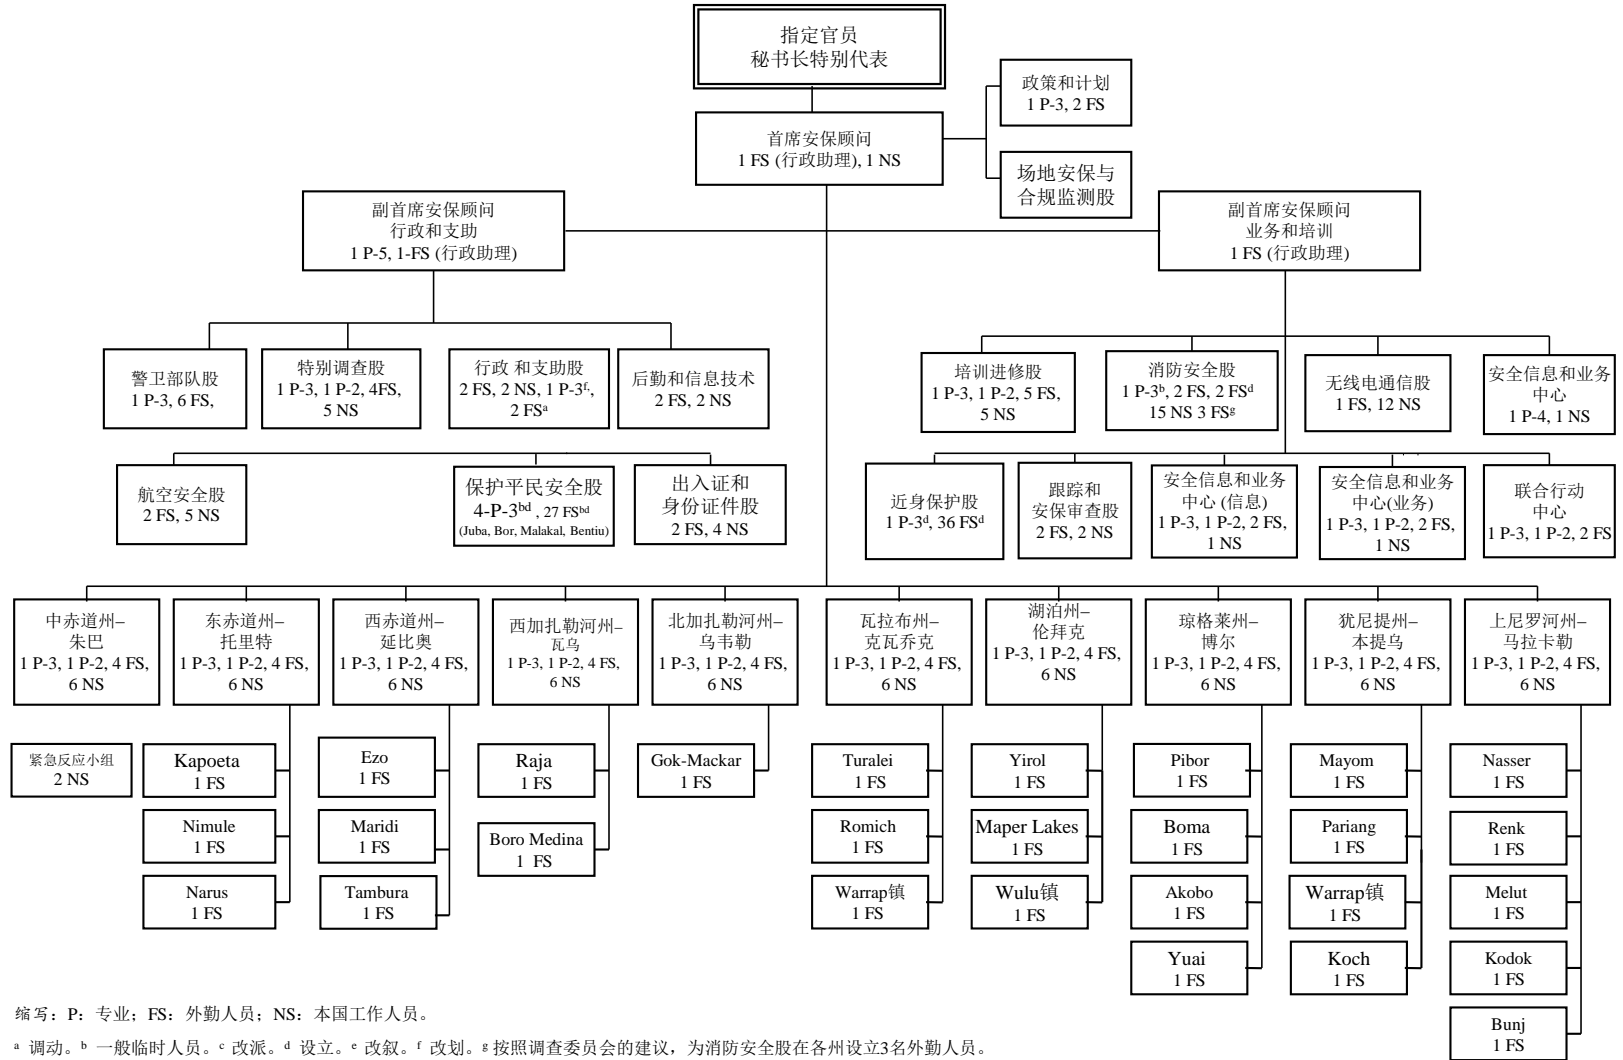 指定官员
秘书长特别代表
政策和计划
1 P-3, 2 FS
首席安保顾问
1 FS (行政助理), 1 NS
场地安保与
合规监测股
副首席安保顾问
行政和支助
1 P-5, 1-FS (行政助理)
副首席安保顾问
业务和培训
1 FS (行政助理)
警卫部队股
1 P-3, 6 FS,
特别调查股
1 P-3, 1 P-2, 4FS,
5 NS
行政 和支助股
2 FS, 2 NS, 1 P-3ᶠ,
2 FSᵃ
后勤和信息技术
2 FS, 2 NS
培训进修股
1 P-3, 1 P-2, 5 FS,
5 NS
消防安全股
1 P-3ᵇ, 2 FS, 2 FSᵈ
15 NS 3 FSᵍ
无线电通信股
1 FS, 12 NS
安全信息和业务
中心
1 P-4, 1 NS
航空安全股
2 FS, 5 NS
保护平民安全股
4-P-3ᵇᵈ , 27 FSᵇᵈ
(Juba, Bor, Malakal, Bentiu)
出入证和
身份证件股
2 FS, 4 NS
近身保护股
1 P-3ᵈ, 36 FSᵈ
跟踪和
安保审查股
2 FS, 2 NS
安全信息和业务
中心 (信息)
1 P-3, 1 P-2, 2 FS,
1 NS
安全信息和业务
中心(业务)
1 P-3, 1 P-2, 2 FS,
1 NS
联合行动
中心
1 P-3, 1 P-2, 2 FS
中赤道州–
朱巴
1 P-3, 1 P-2, 4 FS,
6 NS
东赤道州–
托里特
1 P-3, 1 P-2, 4 FS,
6 NS
西赤道州–
延比奥
1 P-3, 1 P-2, 4 FS,
6 NS
西加扎勒河州–
瓦乌
1 P-3, 1 P-2, 4 FS,
6 NS
北加扎勒河州–
乌韦勒
1 P-3, 1 P-2, 4 FS,
6 NS
瓦拉布州–
克瓦乔克
1 P-3, 1 P-2, 4 FS,
6 NS
湖泊州–
伦拜克
1 P-3, 1 P-2, 4 FS,
6 NS
琼格莱州–
博尔
1 P-3, 1 P-2, 4 FS,
6 NS
犹尼提州–
本提乌
1 P-3, 1 P-2, 4 FS,
6 NS
上尼罗河州–
马拉卡勒
1 P-3, 1 P-2, 4 FS,
6 NS
紧急反应小组
2 NS
Kapoeta
1 FS
Nimule
1 FS
Narus
1 FS
Ezo
1 FS
Maridi
1 FS
Tambura
1 FS
Raja
1 FS
Boro Medina
1 FS
Gok-Mackar
1 FS
Turalei
1 FS
Romich
1 FS
Warrap镇
1 FS
Yirol
1 FS
Maper Lakes
1 FS
Wulu镇
1 FS
Pibor
1 FS
Boma
1 FS
Akobo
1 FS
Yuai
1 FS
Mayom
1 FS
Pariang
1 FS
Warrap镇
1 FS
Koch
1 FS
Nasser
1 FS
Renk
1 FS
Melut
1 FS
Kodok
1 FS
Bunj
1 FS
缩写：P：专业；FS：外勤人员；NS：本国工作人员。
ᵃ 调动。ᵇ 一般临时人员。ᶜ 改派。ᵈ 设立。ᵉ 改叙。ᶠ 改划。ᵍ 按照调查委员会的建议，为消防安全股在各州设立3名外勤人员。